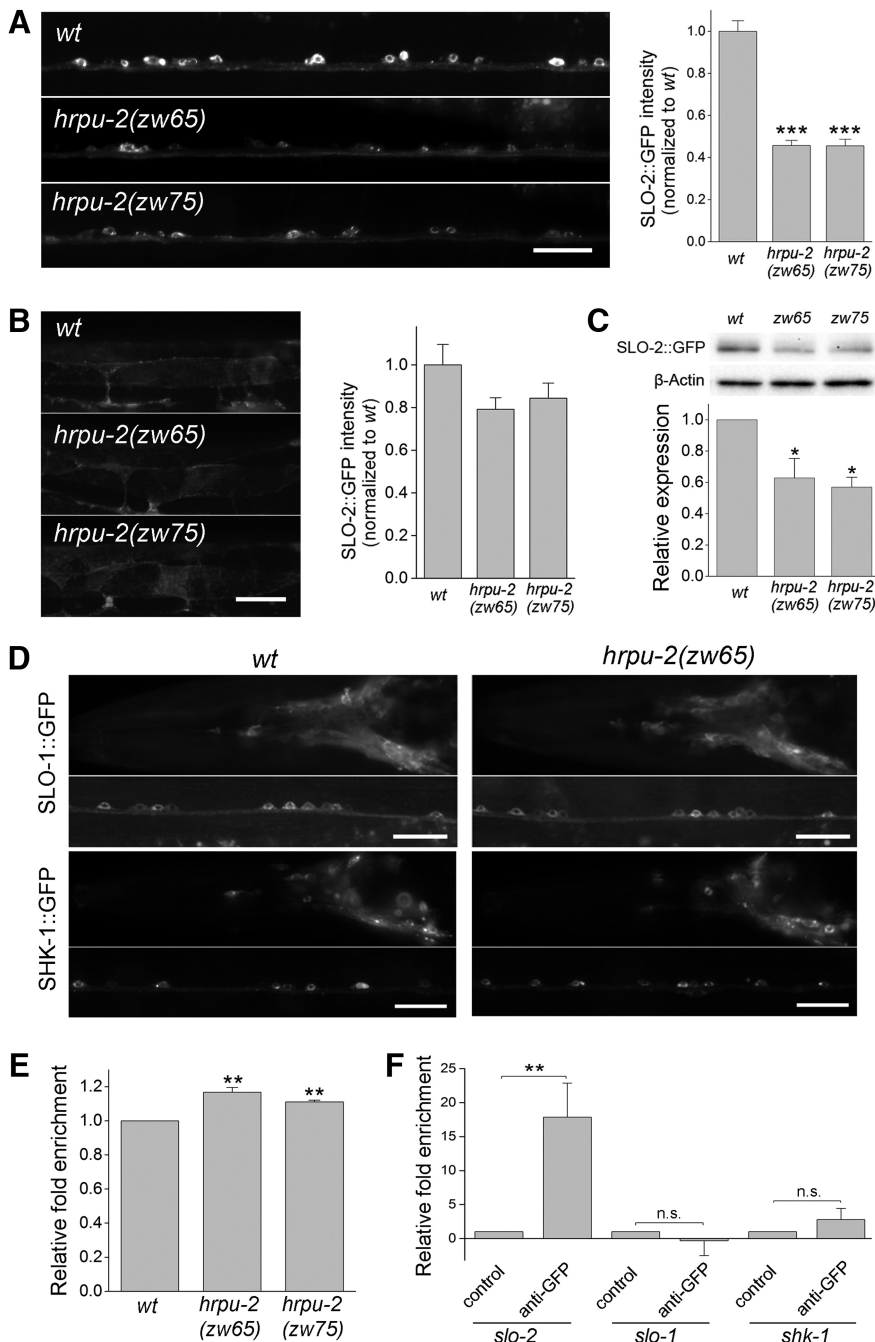 A
wt
hrpu-2(zw65)
hrpu-2(zw75)
SLO-2::GFP intensity
(normalized to wt)
1.0
0.8
0.6
0.4
0.2
0.0
***
***
wt
hrpu-2
(zw65)
hrpu-2
(zw75)
B
wt
hrpu-2(zw65)
hrpu-2(zw75)
SLO-2::GFP intensity
(normalized to wt)
1.0
0.8
0.6
0.4
0.2
0.0
wt
hrpu-2
(zw65)
hrpu-2
(zw75)
C
wt zw65 zw75
SLO-2::GFP
β-Actin
Relative expression
1.0
0.8
0.6
0.4
0.2
0.0
*
*
wt
hrpu-2
(zw65)
hrpu-2
(zw75)
D
wt
hrpu-2(zw65)
SLO-1::GFP
SHK-1::GFP
E
Relative fold enrichment
1.2
1.0
0.8
0.6
0.4
0.2
0.0
**
**
wt
hrpu-2
(zw65)
hrpu-2
(zw75)
F
Relative fold enrichment
25
20
15
10
5
0
**
n.s.
n.s.
control
anti-GFP
control
anti-GFP
control
anti-GFP
slo-2
slo-1
shk-1